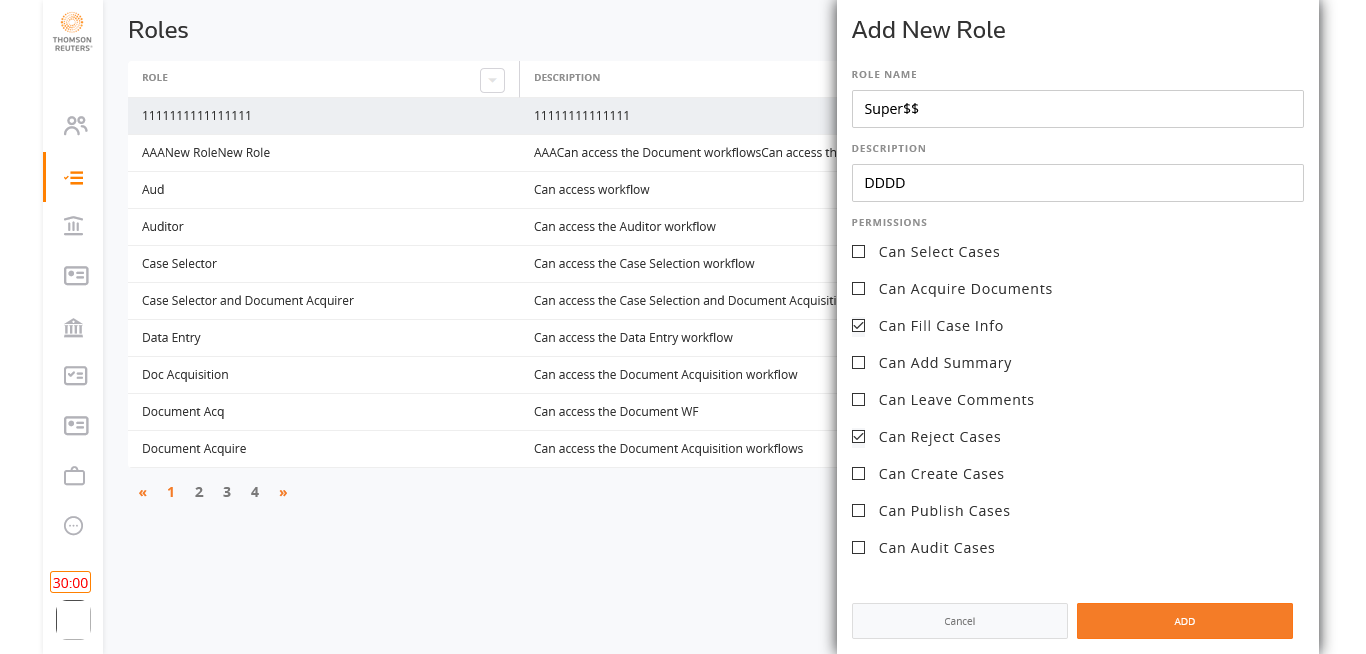 THOMSON
REUTERS®
30:00
Roles
ROLE DESCRIPTION
1111111111111111 11111111111111
AAANew RoleNew Role AAACan access the Document workflowsCan access th
Aud Can access workflow
Auditor Can access the Auditor workflow
Case Selector Can access the Case Selection workflow
Case Selector and Document Acquirer Can access the Case Selection and Document Acquisiti
Data Entry Can access the Data Entry workflow
Doc Acquisition Can access the Document Acquisition workflow
Document Acq Can access the Document WF
Document Acquire Can access the Document Acquisition workflows
« 1 2 3 4 »
Add New Role
ROLE NAME
Super$$
DESCRIPTION
DDDD
PERMISSIONS
Can Select Cases
Can Acquire Documents
Can Fill Case Info
Can Add Summary
Can Leave Comments
Can Reject Cases
Can Create Cases
Can Publish Cases
Can Audit Cases
Cancel ADD